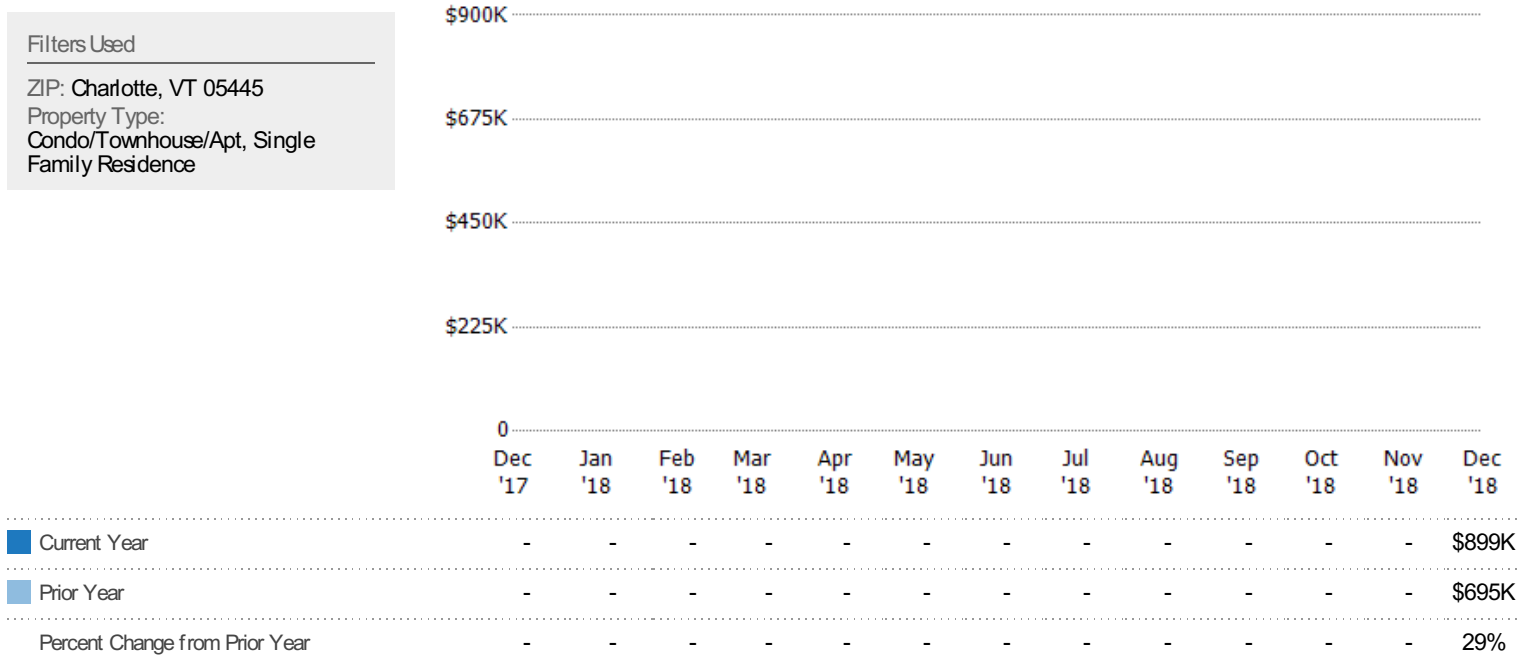 Filters Used
ZIP: Charlotte, VT 05445
Property Type:
Condo/Townhouse/Apt, Single
Family Residence
$900K
$675K
$450K
$225K
0
Dec Jan Feb Mar Apr May Jun Jul Aug Sep Oct Nov Dec
'17 '18 '18 '18 '18 '18 '18 '18 '18 '18 '18 '18 '18
Current Year - - - - - - - - - - - - $899K
Prior Year - - - - - - - - - - - - $695K
Percent Change from Prior Year - - - - - - - - - - - - 29%